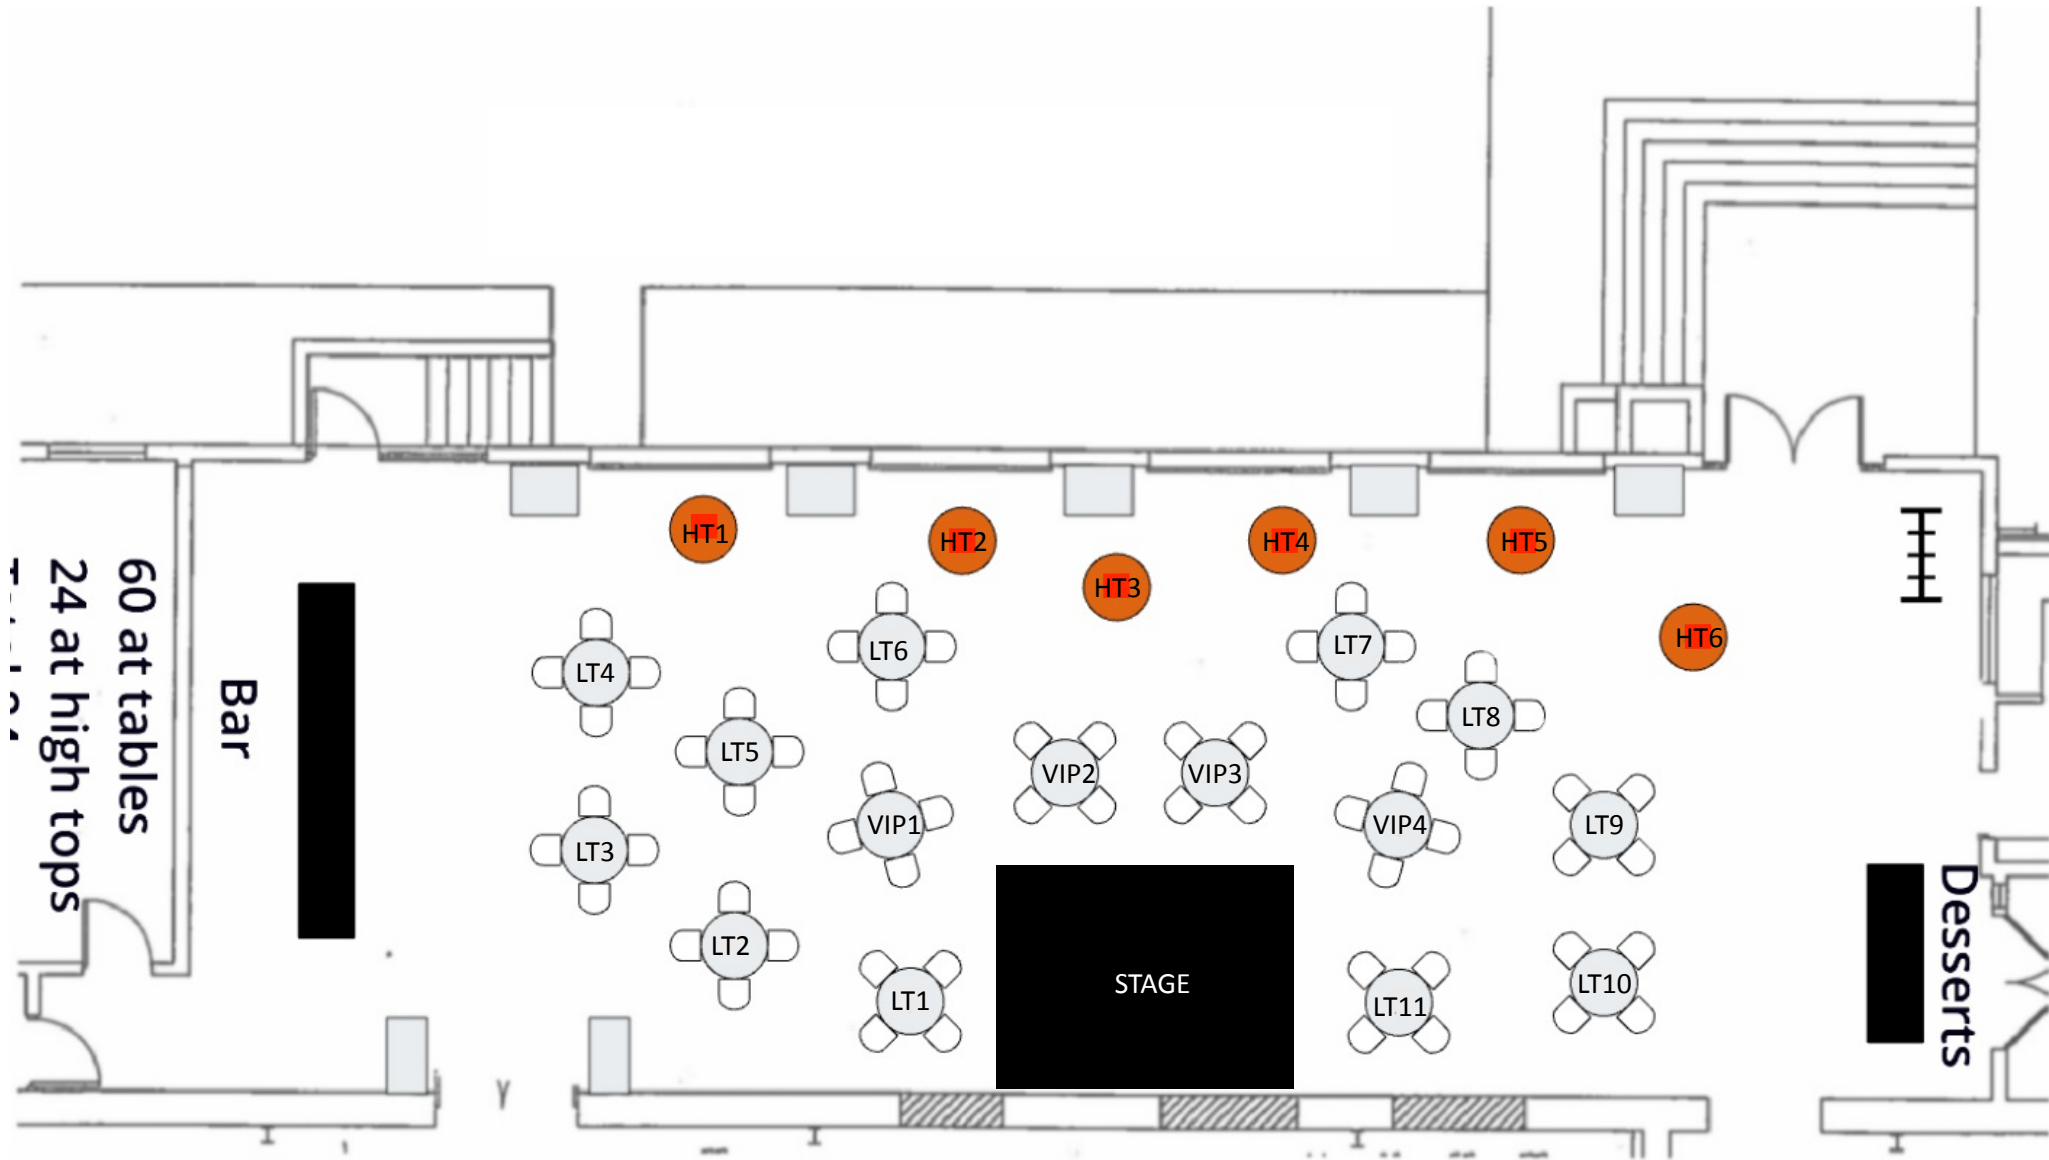 HT1
HT2
HT3
HT4
HT5
HT6
LT4
LT6
LT7
LT5
LT8
VIP2
VIP3
VIP1
VIP4
LT9
LT3
LT2
LT1
STAGE
LT11
LT10
Bar
60 at tables
24 at high tops
Desserts